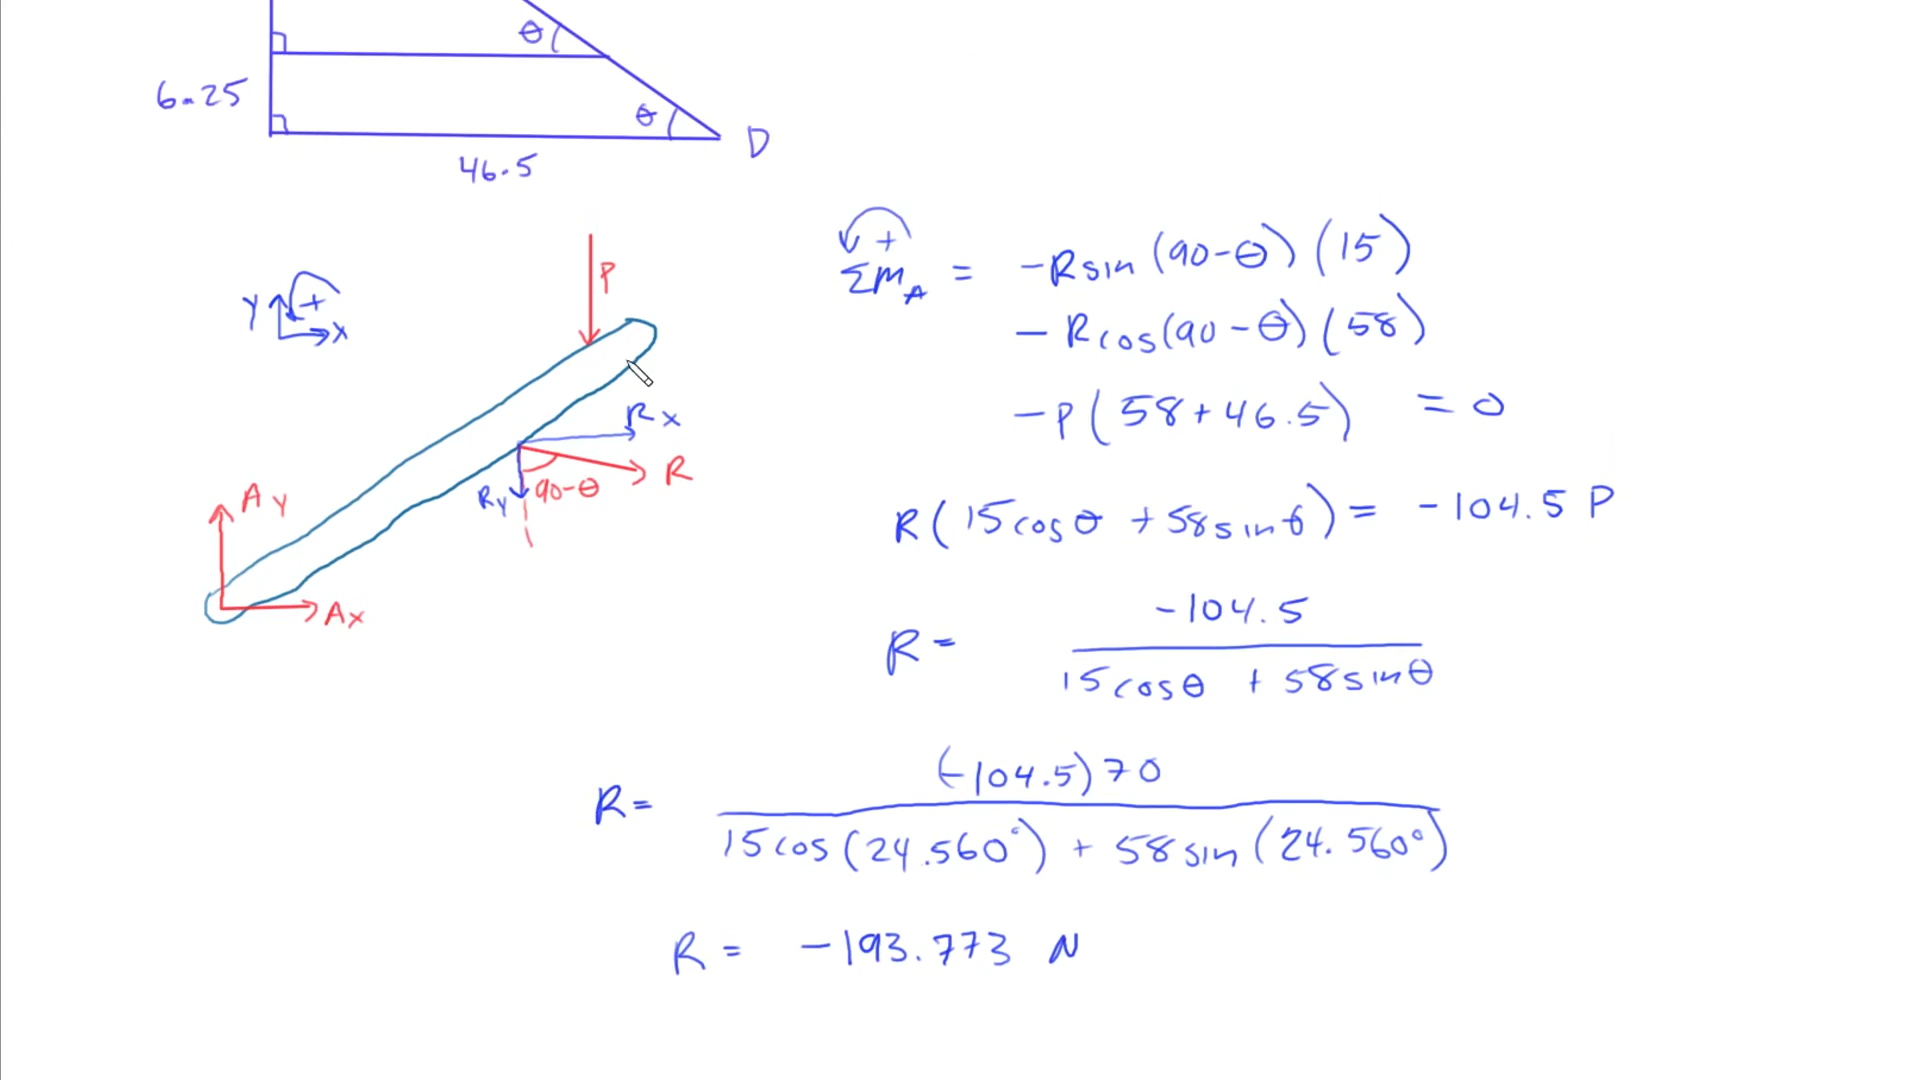 θ
6.25
θ
D
46.5
P
Y
+
X
Rx
R
Ry
90-θ
Ay
Ax
+
ΣMA = -Rsin(90-θ)(15)
- Rcos(90-θ)(58)
-P(58+46.5) = 0
R(15cosθ + 58sinθ) = -104.5 P
-104.5
R =
15cosθ + 58sinθ
(-104.5)70
R =
15cos(24.560°) + 58sin(24.560°)
R = -193.773 N